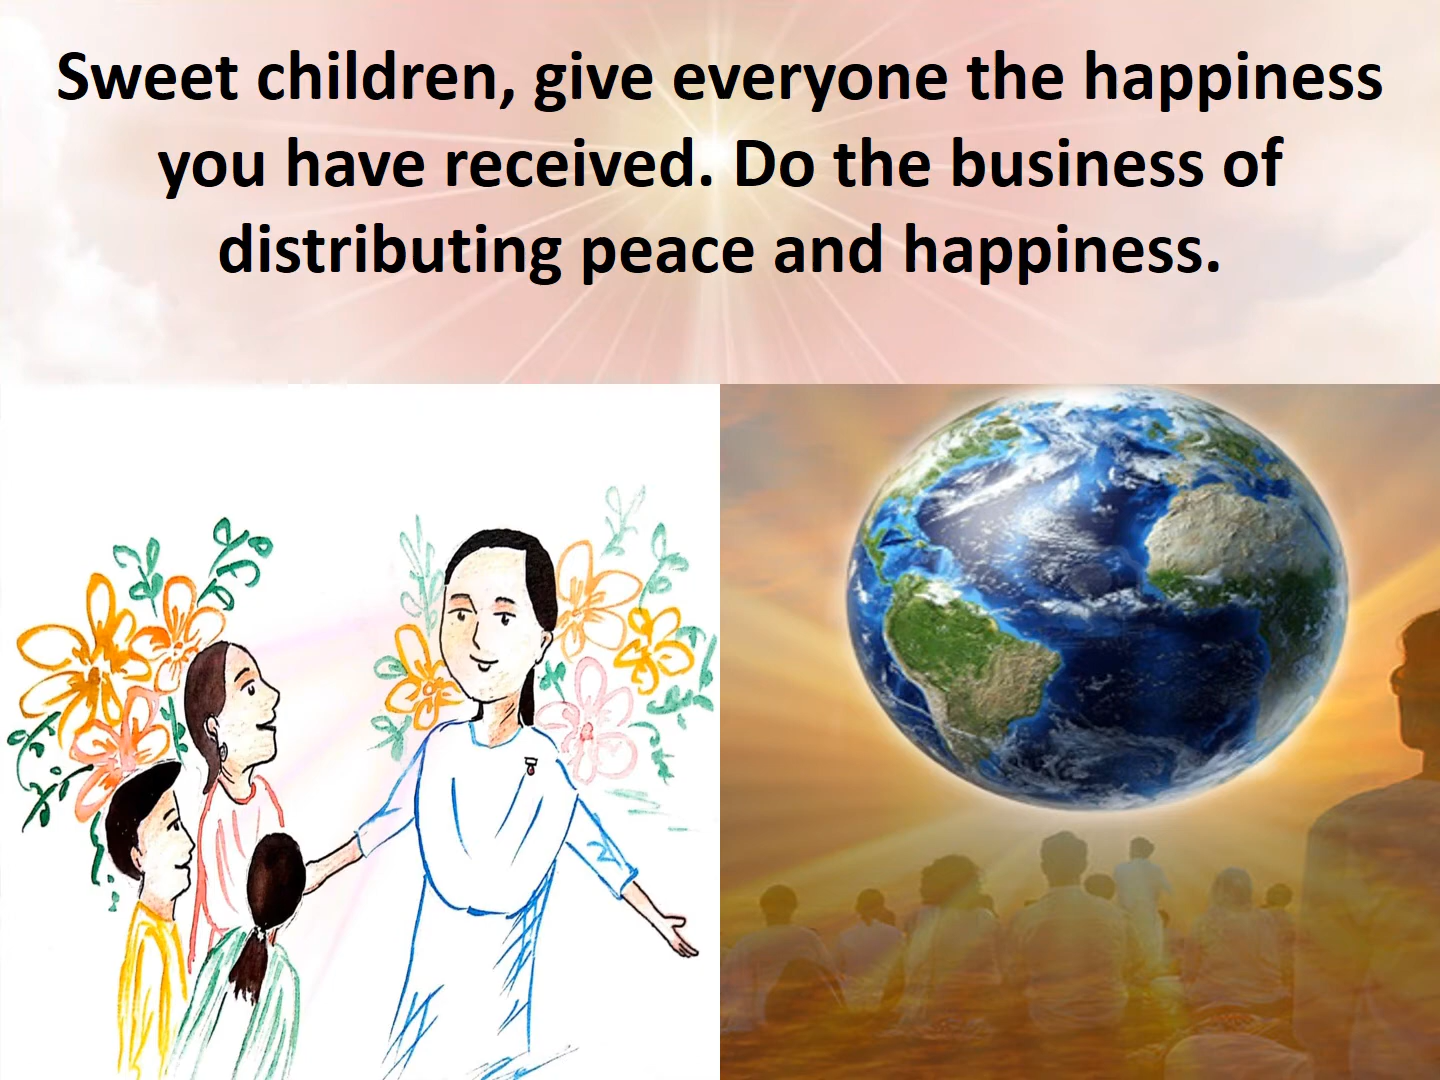 Sweet children, give everyone the happiness
you have received. Do the business of
distributing peace and happiness.